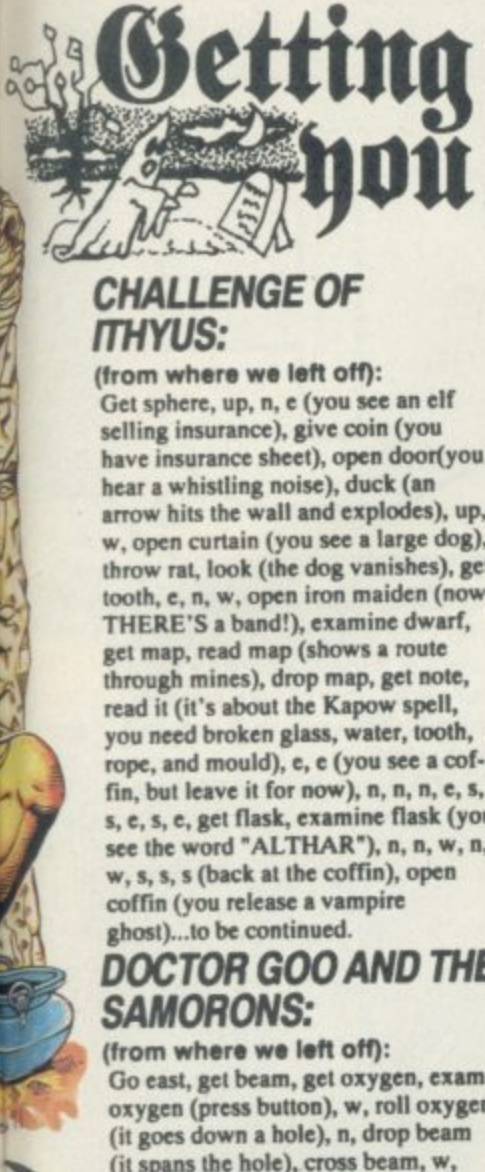 Getting
you
CHALLENGE OF
ITHYUS:
(from where we left off):
Get sphere, up, n, e (you see an elf
selling insurance), give coin (you
have insurance sheet), open door(you
hear a whistling noise), duck (an
arrow hits the wall and explodes), up,
w, open curtain (you see a large dog),
throw rat, look (the dog vanishes), get
tooth, e, n, w, open iron maiden (now
THERE'S a band!), examine dwarf,
get map, read map (shows a route
through mines), drop map, get note,
read it (it's about the Kapow spell,
you need broken glass, water, tooth,
rope, and mould), e, e (you see a cof-
fin, but leave it for now), n, n, n, e, s,
s, e, s, e, get flask, examine flask (you
see the word "ALTHAR"), n, n, w, n,
w, s, s, s (back at the coffin), open
coffin (you release a vampire
ghost)...to be continued.
DOCTOR GOO AND THE
SAMORONS:
(from where we left off):
Go east, get beam, get oxygen, exam
oxygen (press button), w, roll oxygen
(it goes down a hole), n, drop beam
(it spans the hole), cross beam, w,